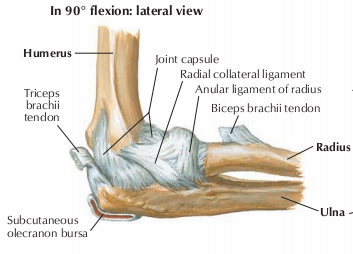 In 90° flexion: lateral view
Humerus
Joint capsule
Radial collateral ligament
Anular ligament of radius
Biceps brachii tendon
Triceps
brachii
tendon
Radius
Ulna
Subcutaneous
olecranon bursa